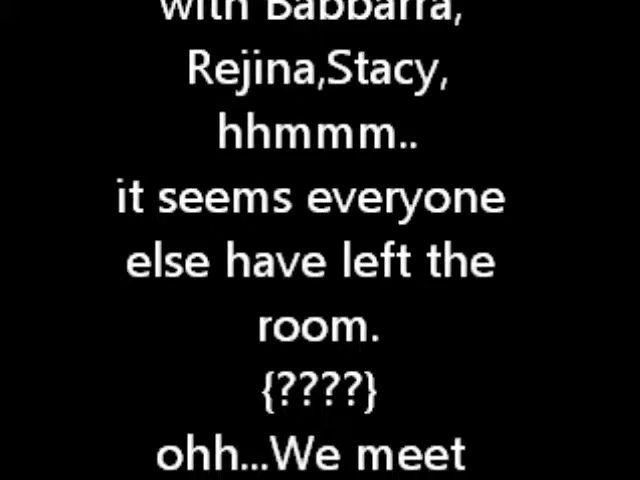 with Babbarra,
Rejina,Stacy,
hhmmm..
it seems everyone
else have left the
room.
{????}
ohh...We meet